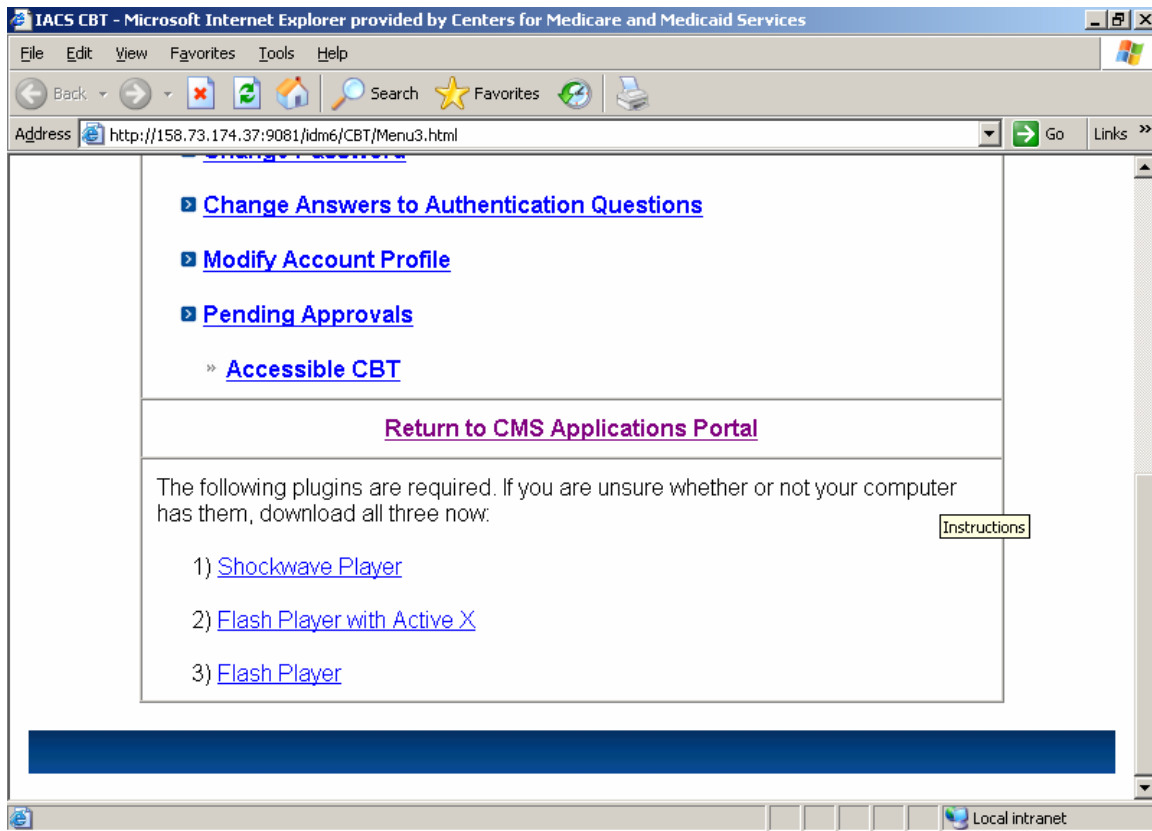 IACS CBT - Microsoft Internet Explorer provided by Centers for Medicare and Medicaid Services
File Edit View Favorites Tools Help
Back Search Favorites
Address http://158.73.174.37:9081/idm6/CBT/Menu3.html Go Links »
Change Password
Change Answers to Authentication Questions
Modify Account Profile
Pending Approvals
» Accessible CBT
Return to CMS Applications Portal
The following plugins are required. If you are unsure whether or not your computer
has them, download all three now:
Instructions
1) Shockwave Player
2) Flash Player with Active X
3) Flash Player
Local intranet